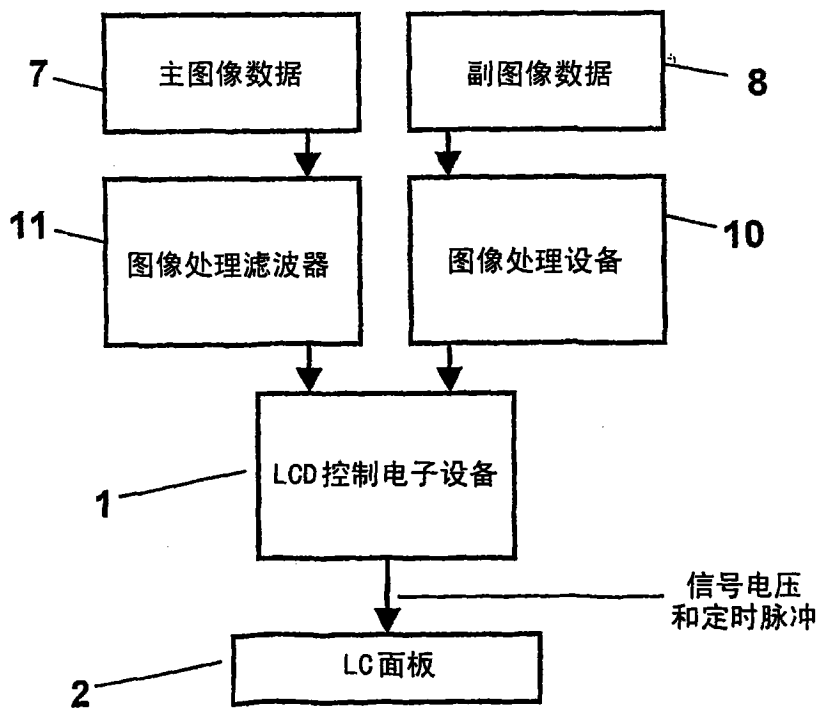 7
主图像数据
副图像数据
8
11
图像处理滤波器
图像处理设备
10
LCD控制电子设备
1
信号电压
和定时脉冲
LC面板
2